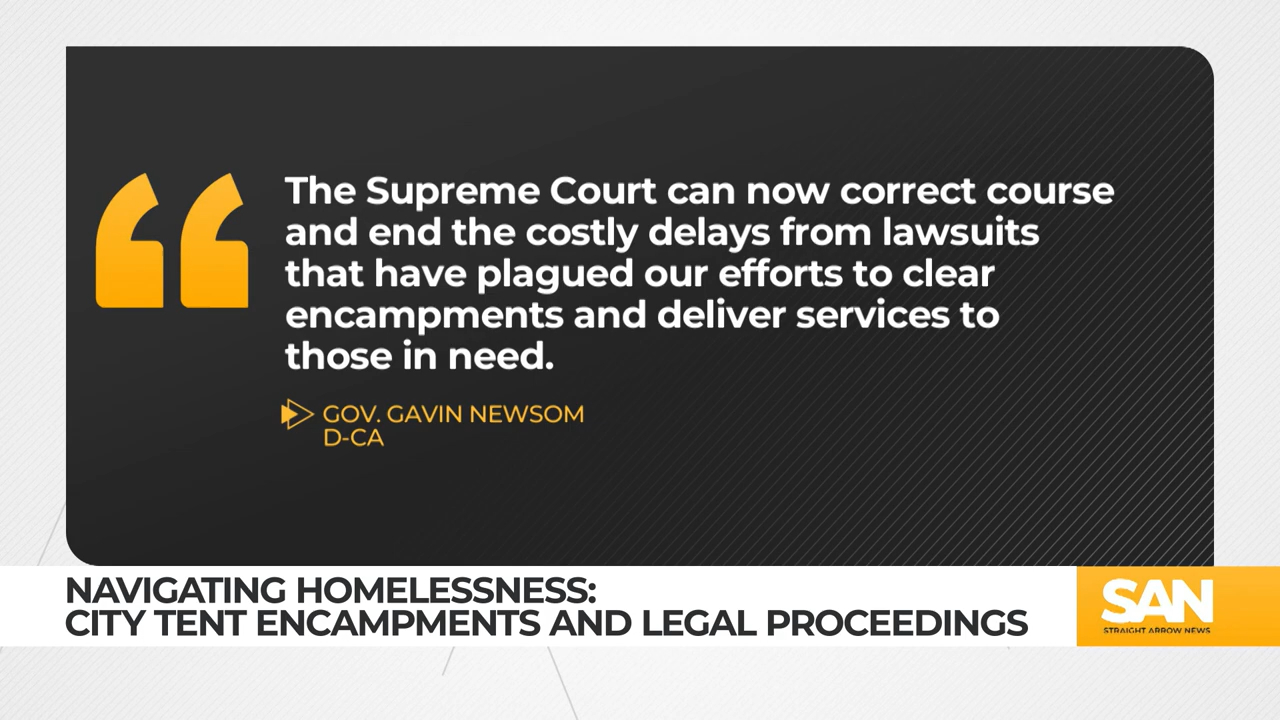 The Supreme Court can now correct course
and end the costly delays from lawsuits
that have plagued our efforts to clear
encampments and deliver services to
those in need.
GOV. GAVIN NEWSOM
D-CA
NAVIGATING HOMELESSNESS:
CITY TENT ENCAMPMENTS AND LEGAL PROCEEDINGS
SAN
STRAIGHT ARROW NEWS